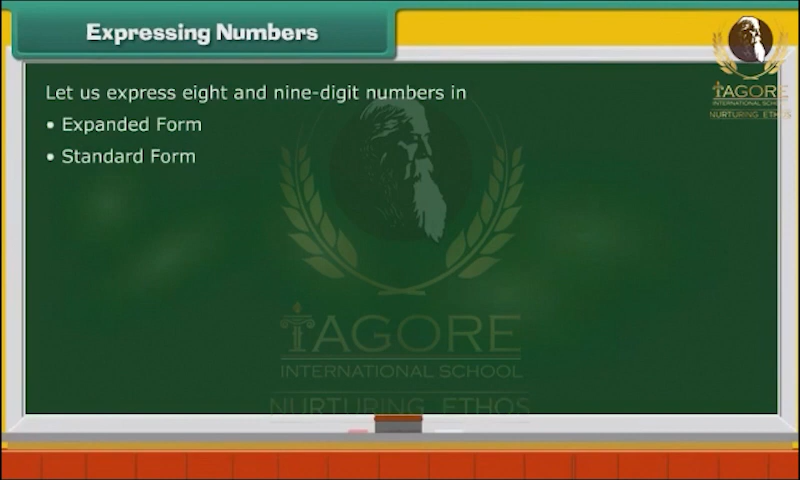 Expressing Numbers
TAGORE
INTERNATIONAL SCHOOL
NURTURING ETHOS
Let us express eight and nine-digit numbers in
• Expanded Form
• Standard Form
TAGORE
INTERNATIONAL SCHOOL
NURTURING ETHOS